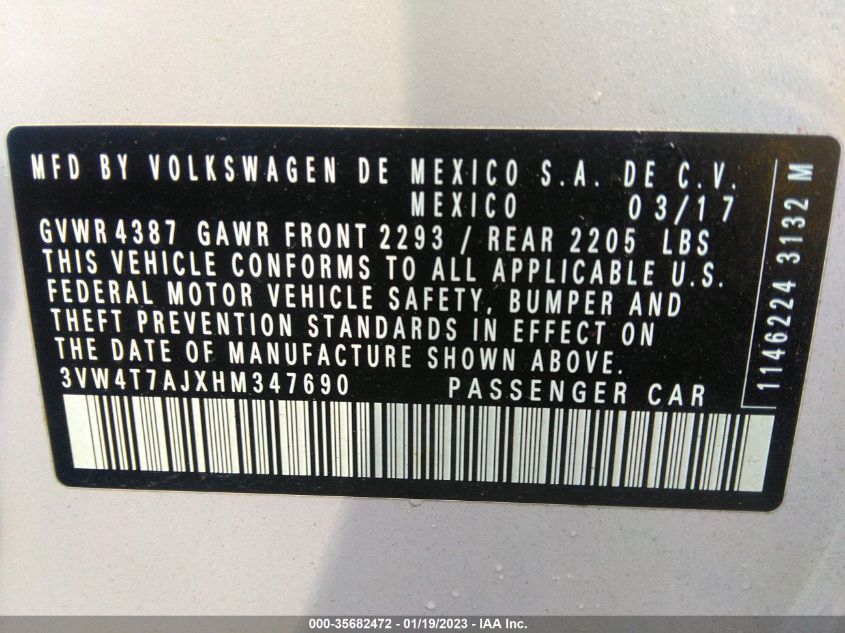 MFD BY VOLKSWAGEN DE MEXICO S.A. DE C.V.
MEXICO 03/17
GVWR 4387 GAWR FRONT 2293 / REAR 2205 LBS
THIS VEHICLE CONFORMS TO ALL APPLICABLE U.S.
FEDERAL MOTOR VEHICLE SAFETY, BUMPER AND
THEFT PREVENTION STANDARDS IN EFFECT ON
THE DATE OF MANUFACTURE SHOWN ABOVE.
3VW4T7AJXHM347690 PASSENGER CAR
1146224 3132 M
000-35682472 - 01/19/2023 - IAA Inc.